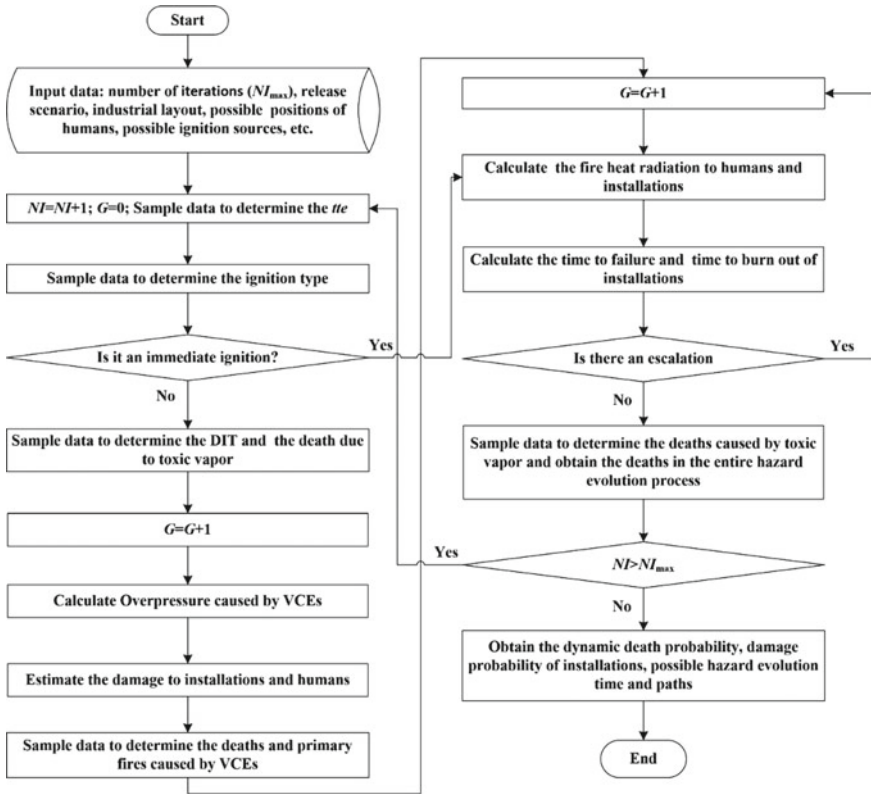 Start
Input data: number of iterations (NImax), release
scenario, industrial layout, possible positions of
humans, possible ignition sources, etc.
NI=NI+1; G=0; Sample data to determine the tte
Sample data to determine the ignition type
Is it an immediate ignition?
Yes
No
Sample data to determine the DIT and the death due
to toxic vapor
G=G+1
Calculate Overpressure caused by VCEs
Estimate the damage to installations and humans
Sample data to determine the deaths and primary
fires caused by VCEs
G=G+1
Calculate the fire heat radiation to humans and
installations
Calculate the time to failure and time to burn out of
installations
Is there an escalation
Yes
No
Sample data to determine the deaths caused by toxic
vapor and obtain the deaths in the entire hazard
evolution process
Yes
NI>NImax
No
Obtain the dynamic death probability, damage
probability of installations, possible hazard evolution
time and paths
End